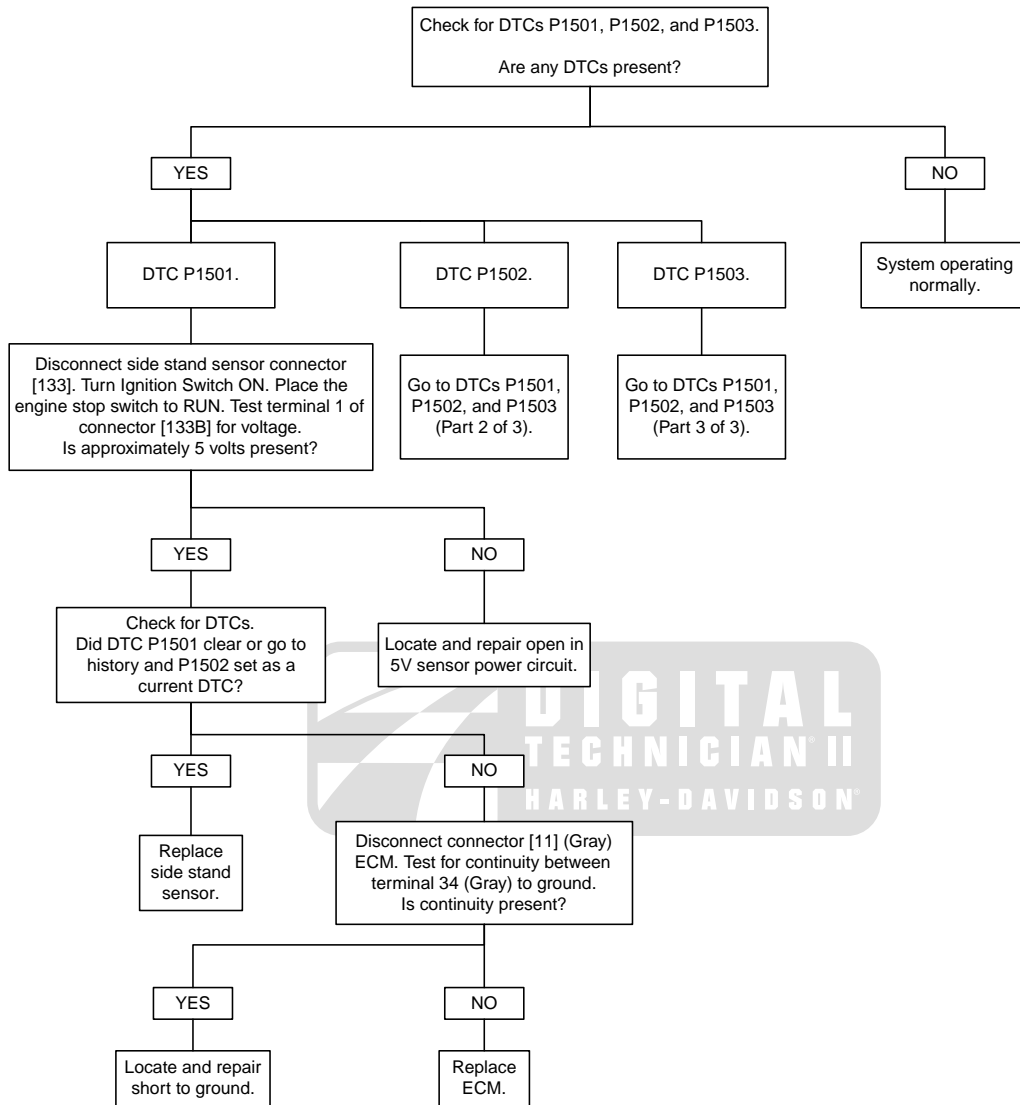 Check for DTCs P1501, P1502, and P1503.
Are any DTCs present?
YES
NO
DTC P1501.
DTC P1502.
DTC P1503.
System operating
normally.
Disconnect side stand sensor connector
[133]. Turn Ignition Switch ON. Place the
engine stop switch to RUN. Test terminal 1 of
connector [133B] for voltage.
Is approximately 5 volts present?
Go to DTCs P1501,
P1502, and P1503
(Part 2 of 3).
Go to DTCs P1501,
P1502, and P1503
(Part 3 of 3).
YES
NO
Check for DTCs.
Did DTC P1501 clear or go to
history and P1502 set as a
current DTC?
Locate and repair open in
5V sensor power circuit.
DIGITAL
TECHNICIAN® II
HARLEY-DAVIDSON®
YES
NO
Replace
side stand
sensor.
Disconnect connector [11] (Gray)
ECM. Test for continuity between
terminal 34 (Gray) to ground.
Is continuity present?
YES
NO
Locate and repair
short to ground.
Replace
ECM.